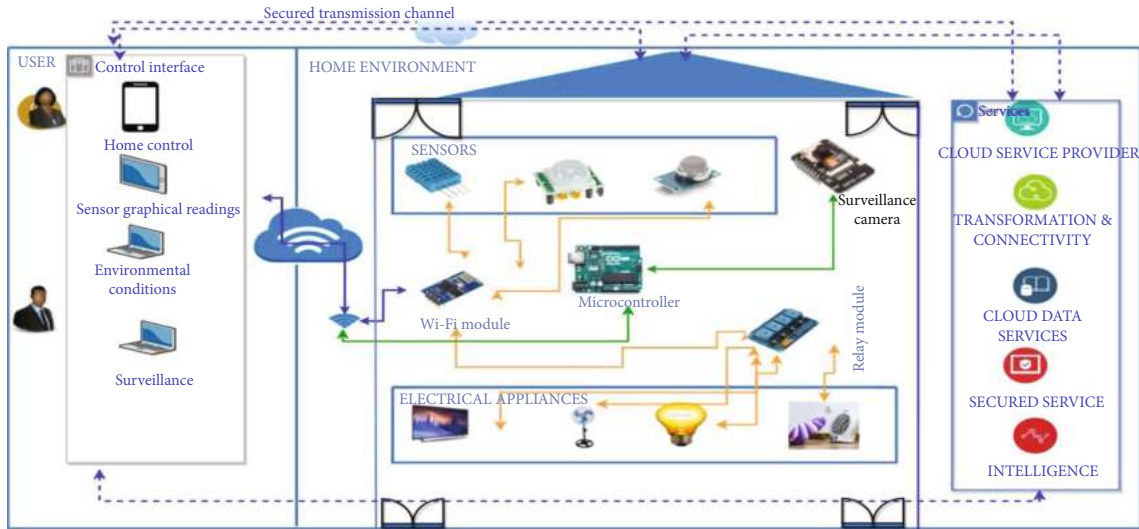 Secured transmission channel
USER
Control interface
Home control
Sensor graphical readings
Environmental
conditions
Surveillance
HOME ENVIRONMENT
SENSORS
Surveillance
camera
Microcontroller
Wi-Fi module
Relay module
ELECTRICAL APPLIANCES
Services
CLOUD SERVICE PROVIDER
TRANSFORMATION &
CONNECTIVITY
CLOUD DATA
SERVICES
SECURED SERVICE
INTELLIGENCE